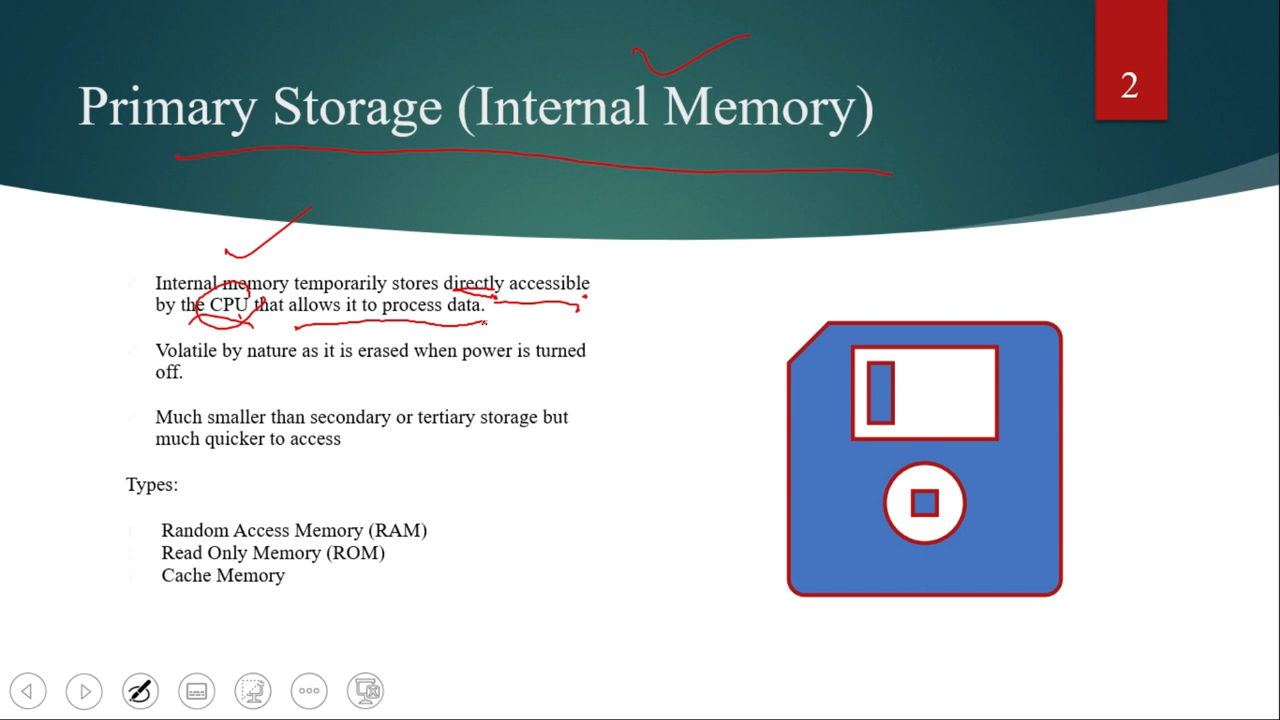 2
Primary Storage (Internal Memory)
Internal memory temporarily stores directly accessible
by the CPU that allows it to process data.
Volatile by nature as it is erased when power is turned
off.
Much smaller than secondary or tertiary storage but
much quicker to access
Types:
Random Access Memory (RAM)
Read Only Memory (ROM)
Cache Memory